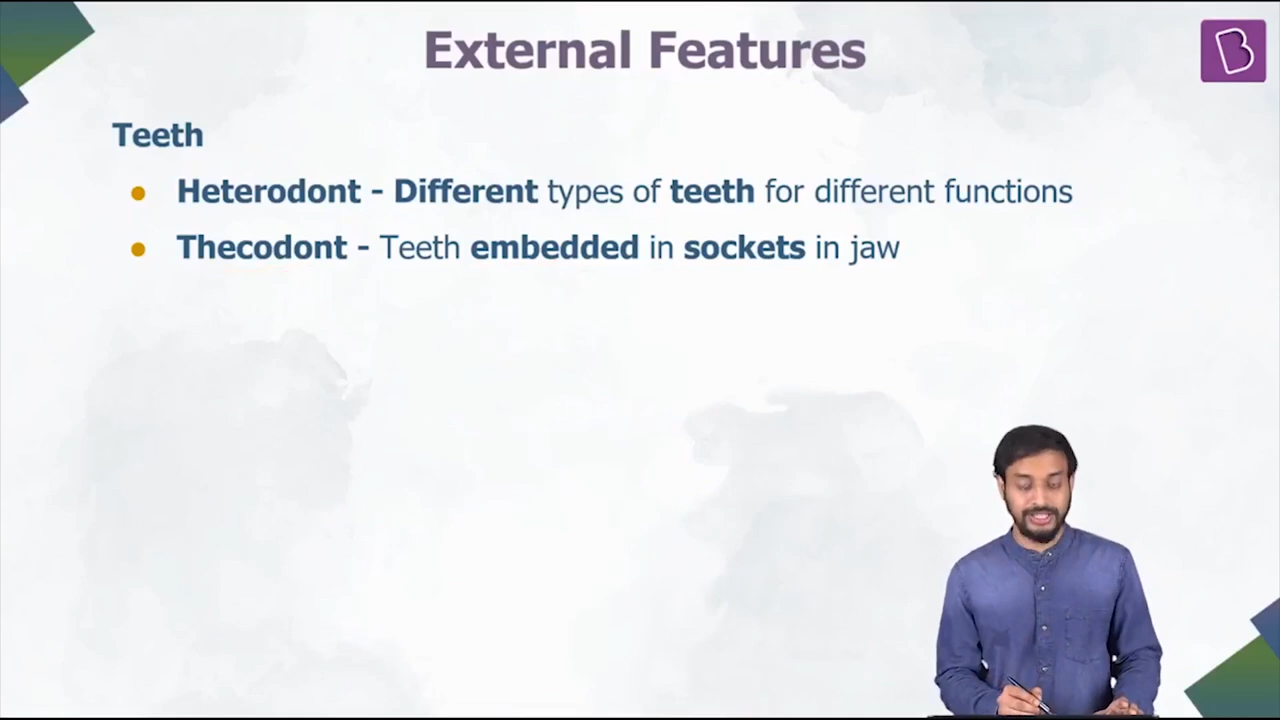 External Features
Teeth
Heterodont - Different types of teeth for different functions
Thecodont - Teeth embedded in sockets in jaw